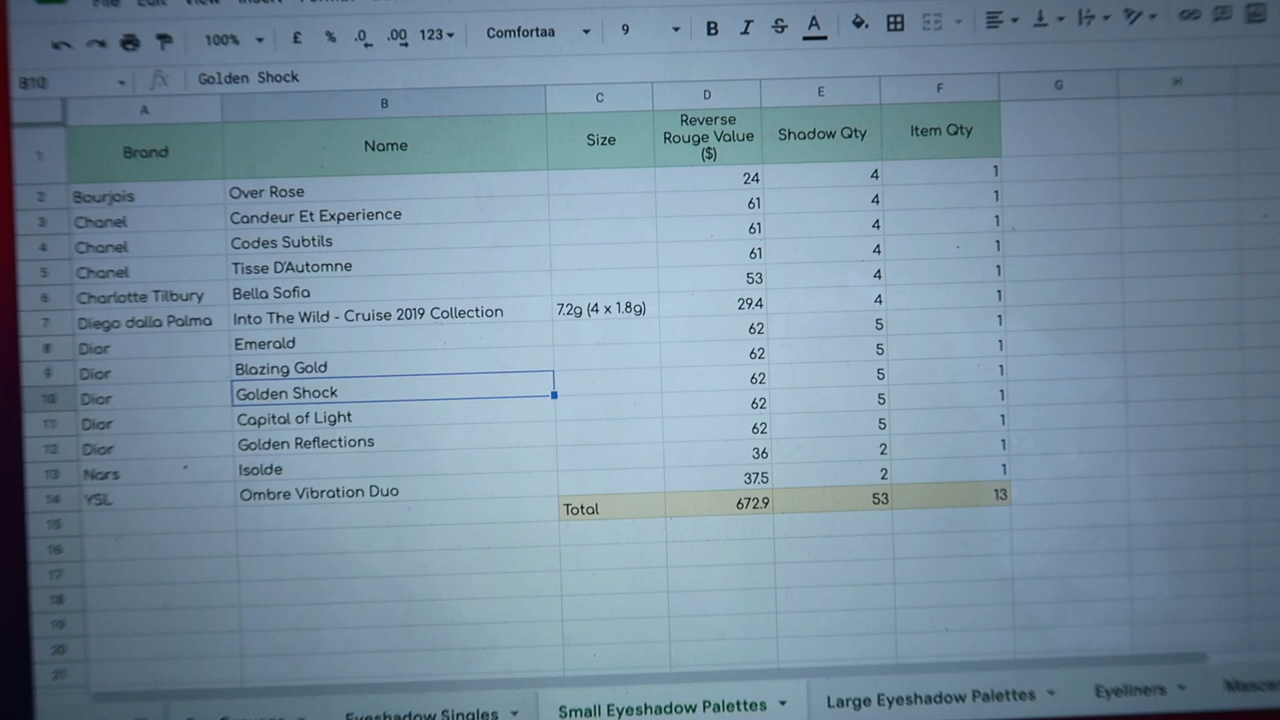 File Edit View Insert Format
100% £ % .0 .00 123 Comfortaa 9 B I S A
B10 fx Golden Shock
A B C D E F G H
1 Brand Name Size Reverse Rouge Value ($) Shadow Qty Item Qty
2 Bourjois Over Rose 24 4 1
3 Chanel Candeur Et Experience 61 4 1
4 Chanel Codes Subtils 61 4 1
5 Chanel Tisse D'Automne 61 4 1
6 Charlotte Tilbury Bella Sofia 53 4 1
7 Diego dalla Palma Into The Wild - Cruise 2019 Collection 7.2g (4 x 1.8g) 29.4 4 1
8 Dior Emerald 62 5 1
9 Dior Blazing Gold 62 5 1
10 Dior Golden Shock 62 5 1
11 Dior Capital of Light 62 5 1
12 Dior Golden Reflections 62 5 1
13 Nars Isolde 36 2 1
14 YSL Ombre Vibration Duo 37.5 2 1
15 Total 672.9 53 13
16
17
18
19
20
21
Eyeshadow Singles Small Eyeshadow Palettes Large Eyeshadow Palettes Eyeliners